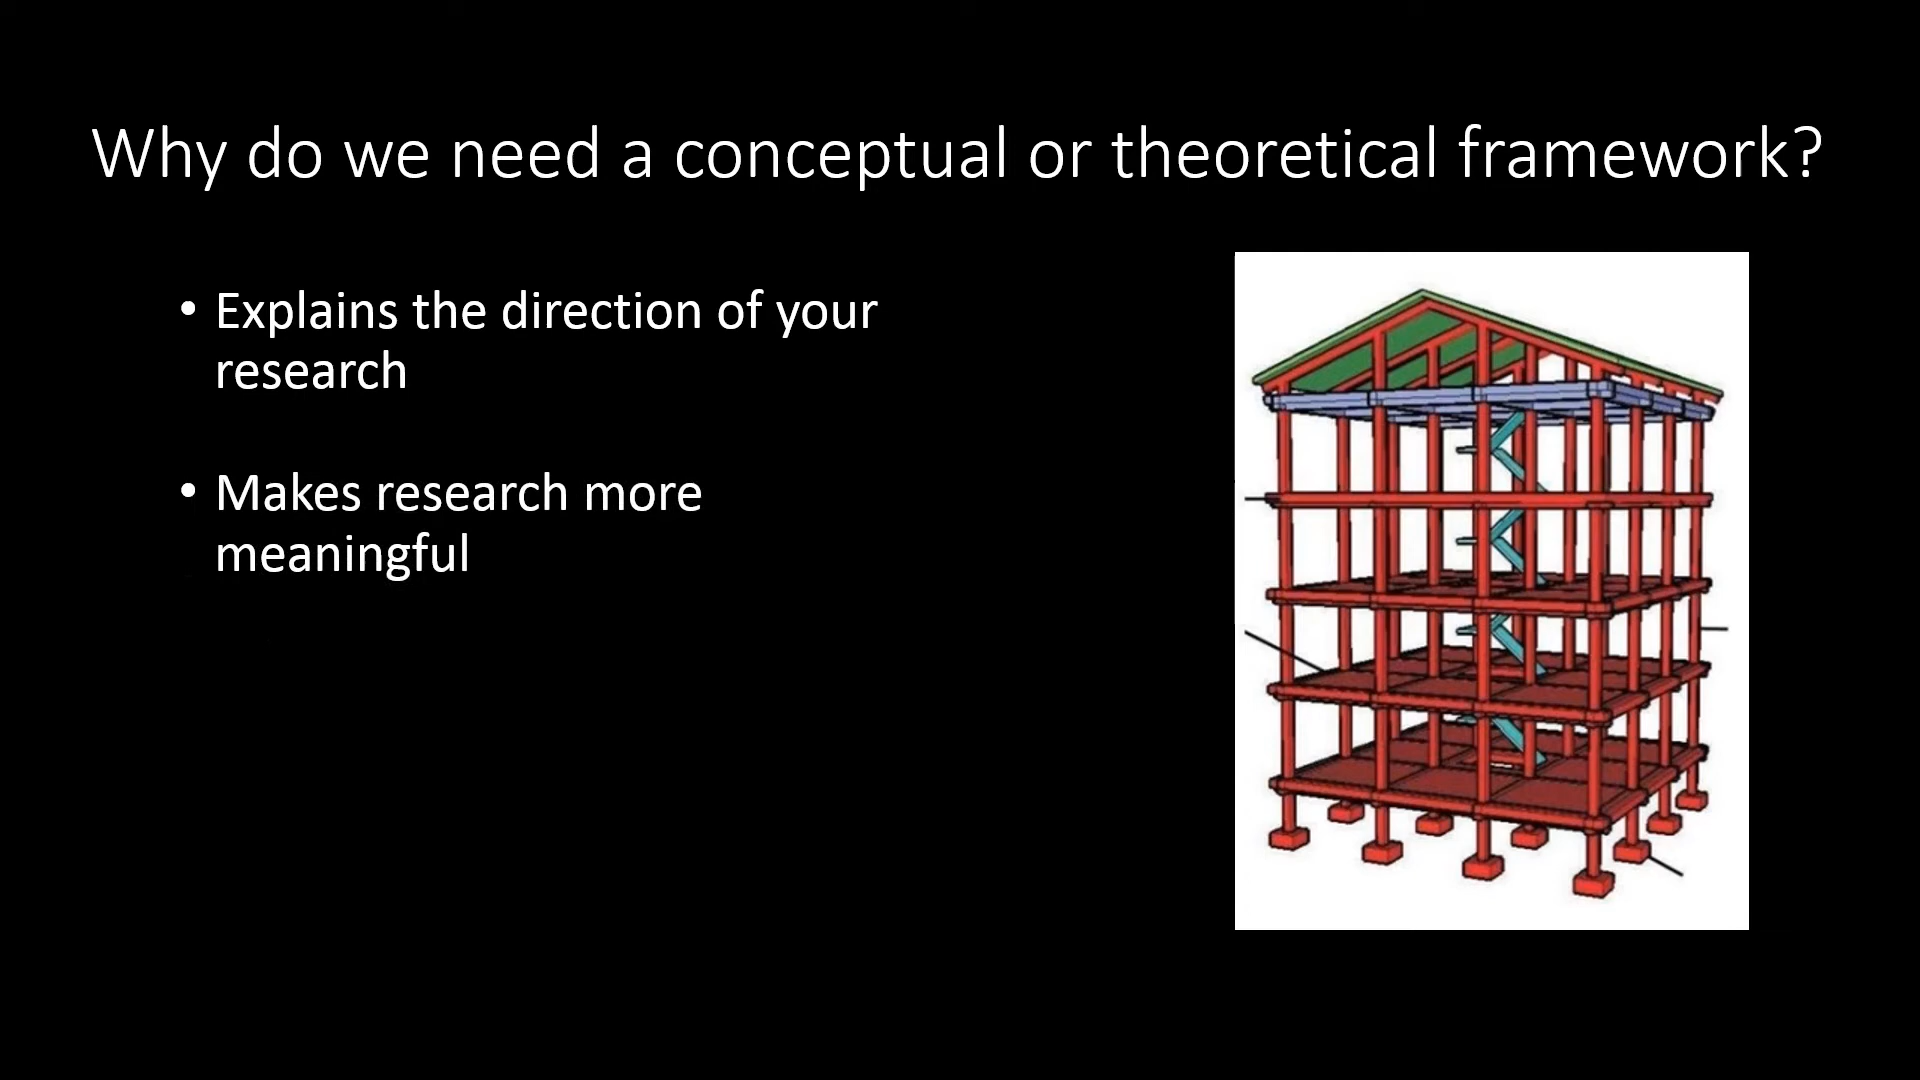 Why do we need a conceptual or theoretical framework?
• Explains the direction of your
research
• Makes research more
meaningful